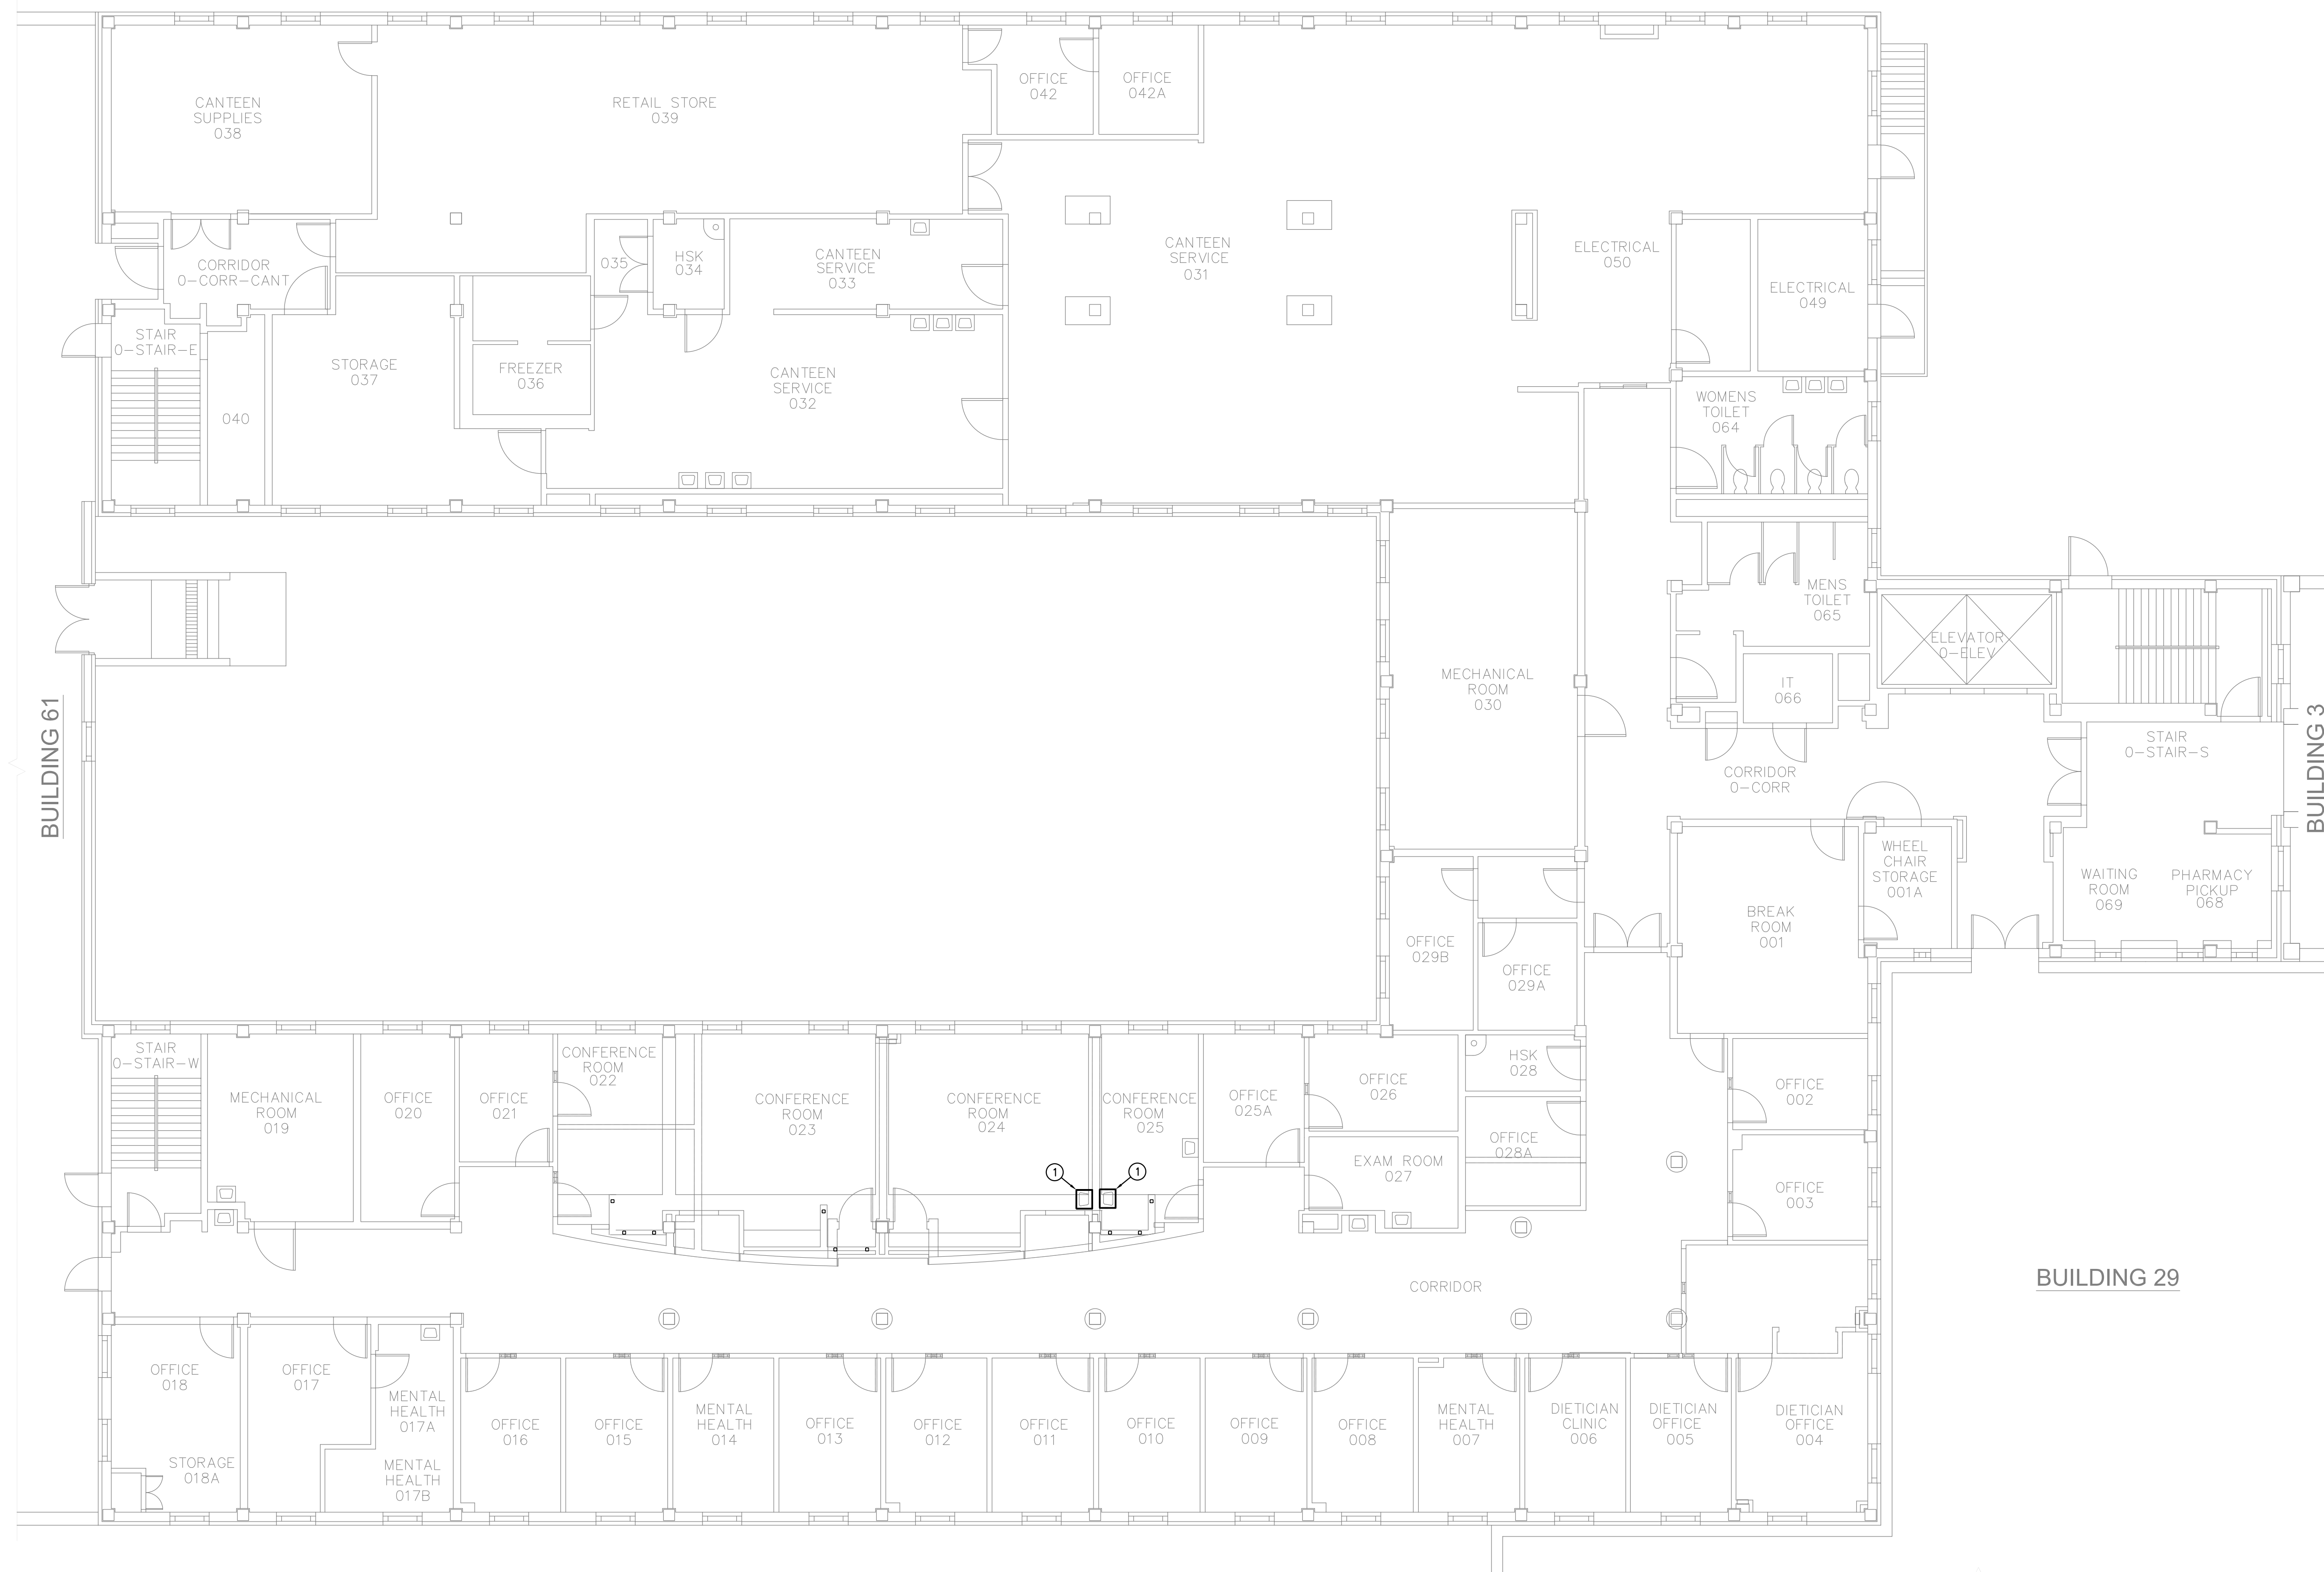 CANTEEN
SUPPLIES
038
RETAIL STORE
039
OFFICE
042
OFFICE
042A
CORRIDOR
0-CORR-CANT
035
HSK
034
CANTEEN
SERVICE
033
CANTEEN
SERVICE
031
ELECTRICAL
050
ELECTRICAL
049
STAIR
0-STAIR-E
STORAGE
037
FREEZER
036
CANTEEN
SERVICE
032
040
WOMENS
TOILET
064
MENS
TOILET
065
ELEVATOR
0-ELEV
IT
066
MECHANICAL
ROOM
030
STAIR
0-STAIR-S
CORRIDOR
0-CORR
BUILDING 61
BUILDING 3
WHEEL
CHAIR
STORAGE
001A
WAITING
ROOM
069
PHARMACY
PICKUP
068
BREAK
ROOM
001
OFFICE
029B
OFFICE
029A
STAIR
0-STAIR-W
MECHANICAL
ROOM
019
OFFICE
020
OFFICE
021
CONFERENCE
ROOM
022
CONFERENCE
ROOM
023
CONFERENCE
ROOM
024
CONFERENCE
ROOM
025
OFFICE
025A
OFFICE
026
HSK
028
OFFICE
028A
EXAM ROOM
027
OFFICE
002
OFFICE
003
1
1
CORRIDOR
BUILDING 29
OFFICE
018
STORAGE
018A
OFFICE
017
MENTAL
HEALTH
017A
MENTAL
HEALTH
017B
OFFICE
016
OFFICE
015
MENTAL
HEALTH
014
OFFICE
013
OFFICE
012
OFFICE
011
OFFICE
010
OFFICE
009
OFFICE
008
MENTAL
HEALTH
007
DIETICIAN
CLINIC
006
DIETICIAN
OFFICE
005
DIETICIAN
OFFICE
004